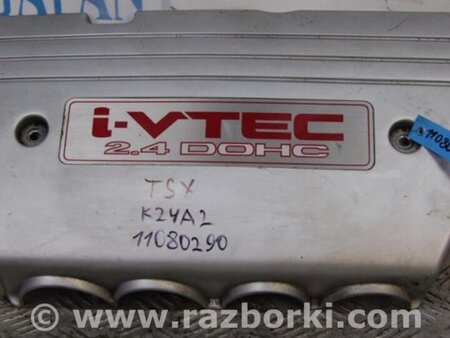 i-VTEC
2.4 DOHC
TSX
K24A2
11080290
www.razborki.com